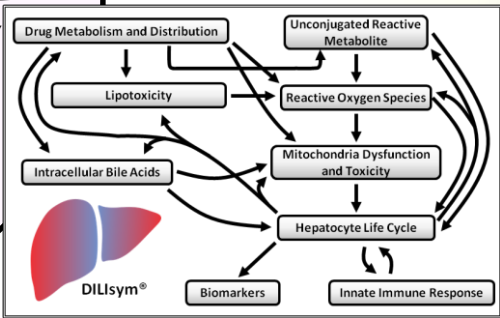 Drug Metabolism and Distribution
Unconjugated Reactive
Metabolite
Lipotoxicity
Reactive Oxygen Species
Intracellular Bile Acids
Mitochondria Dysfunction
and Toxicity
Hepatocyte Life Cycle
DILIsym®
Biomarkers
Innate Immune Response